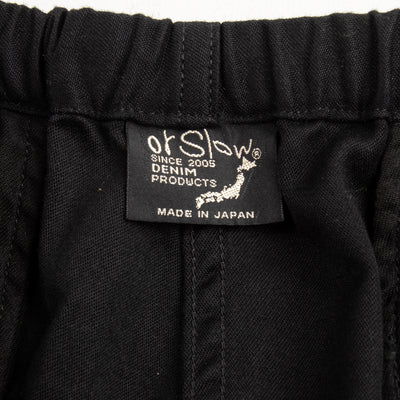 orSlow®
SINCE 2005
DENIM
PRODUCTS
MADE IN JAPAN